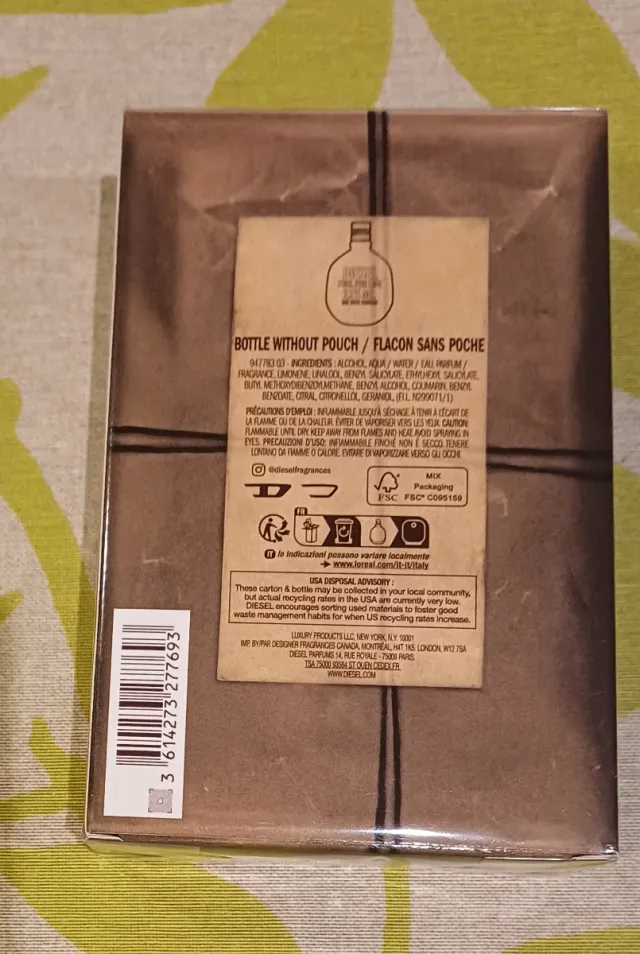 DIESEL
BOTTLE WITHOUT POUCH / FLACON SANS POCHE
947783 03 - INGREDIENTS : ALCOHOL, AQUA / WATER / EAU, PARFUM /
FRAGRANCE, LIMONENE, LINALOOL, BENZYL SALICYLATE, ETHYLHEXYL SALICYLATE,
BUTYL METHOXYDIBENZOYLMETHANE, BENZYL ALCOHOL, COUMARIN, BENZYL
BENZOATE, CITRAL, CITRONELLOL, GERANIOL, (F.I.L. N299071/1)
PRÉCAUTIONS D'EMPLOI : INFLAMMABLE JUSQU'À SÉCHAGE À TENIR À L'ÉCART DE
LA FLAMME OU DE LA CHALEUR. ÉVITER DE VAPORISER VERS LES YEUX. CAUTION:
FLAMMABLE UNTIL DRY. KEEP AWAY FROM FLAMES AND HEAT. AVOID SPRAYING IN
EYES. PRECAUZIONI D'USO: INFIAMMABILE FINCHÉ NON È SECCO. TENERE
LONTANO DA FIAMME O CALORE. EVITARE DI VAPORIZZARE VERSO GLI OCCHI.
@dieselfragrances
D
FSC
MIX
Packaging
FSC® C095159
FR
IT le indicazioni possono variare localmente
www.loreal.com/it-it/italy
USA DISPOSAL ADVISORY :
These carton & bottle may be collected in your local community,
but actual recycling rates in the USA are currently very low.
DIESEL encourages sorting used materials to foster good
waste management habits for when US recycling rates increase.
LUXURY PRODUCTS LLC, NEW YORK, N.Y. 10001
IMP. BY/PAR DESIGNER FRAGRANCES CANADA, MONTRÉAL, H4T 1K5. LONDON, W12 7SA
DIESEL PARFUMS 14, RUE ROYALE - 75008 PARIS.
TSA 75000 93584 ST OUEN CEDEX.FR.
WWW.DIESEL.COM
3 614273 277693